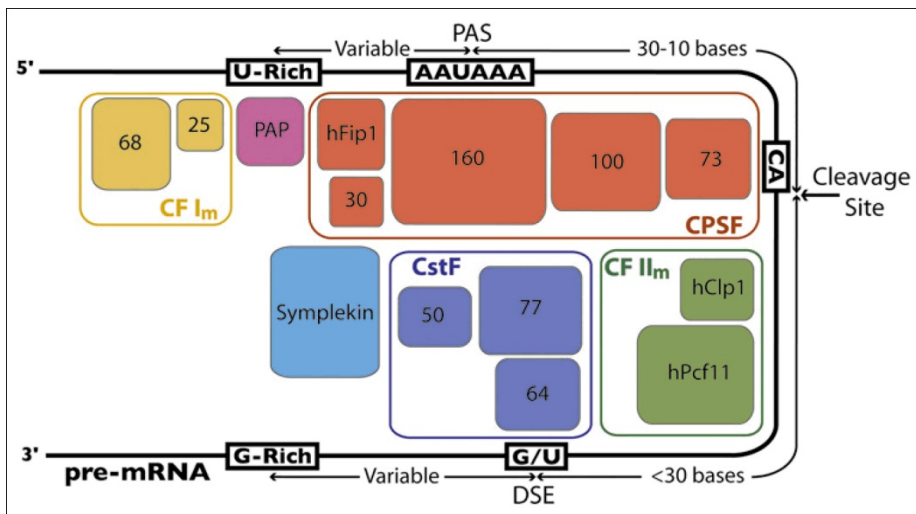 PAS
Variable
30-10 bases
5'
U-Rich
AAUAAA
68
25
PAP
hFip1
30
160
100
73
CA
Cleavage
Site
CF Im
CPSF
Symplekin
CstF
50
77
64
CF IIm
hClp1
hPcf11
3'
pre-mRNA
G-Rich
Variable
G/U
DSE
<30 bases